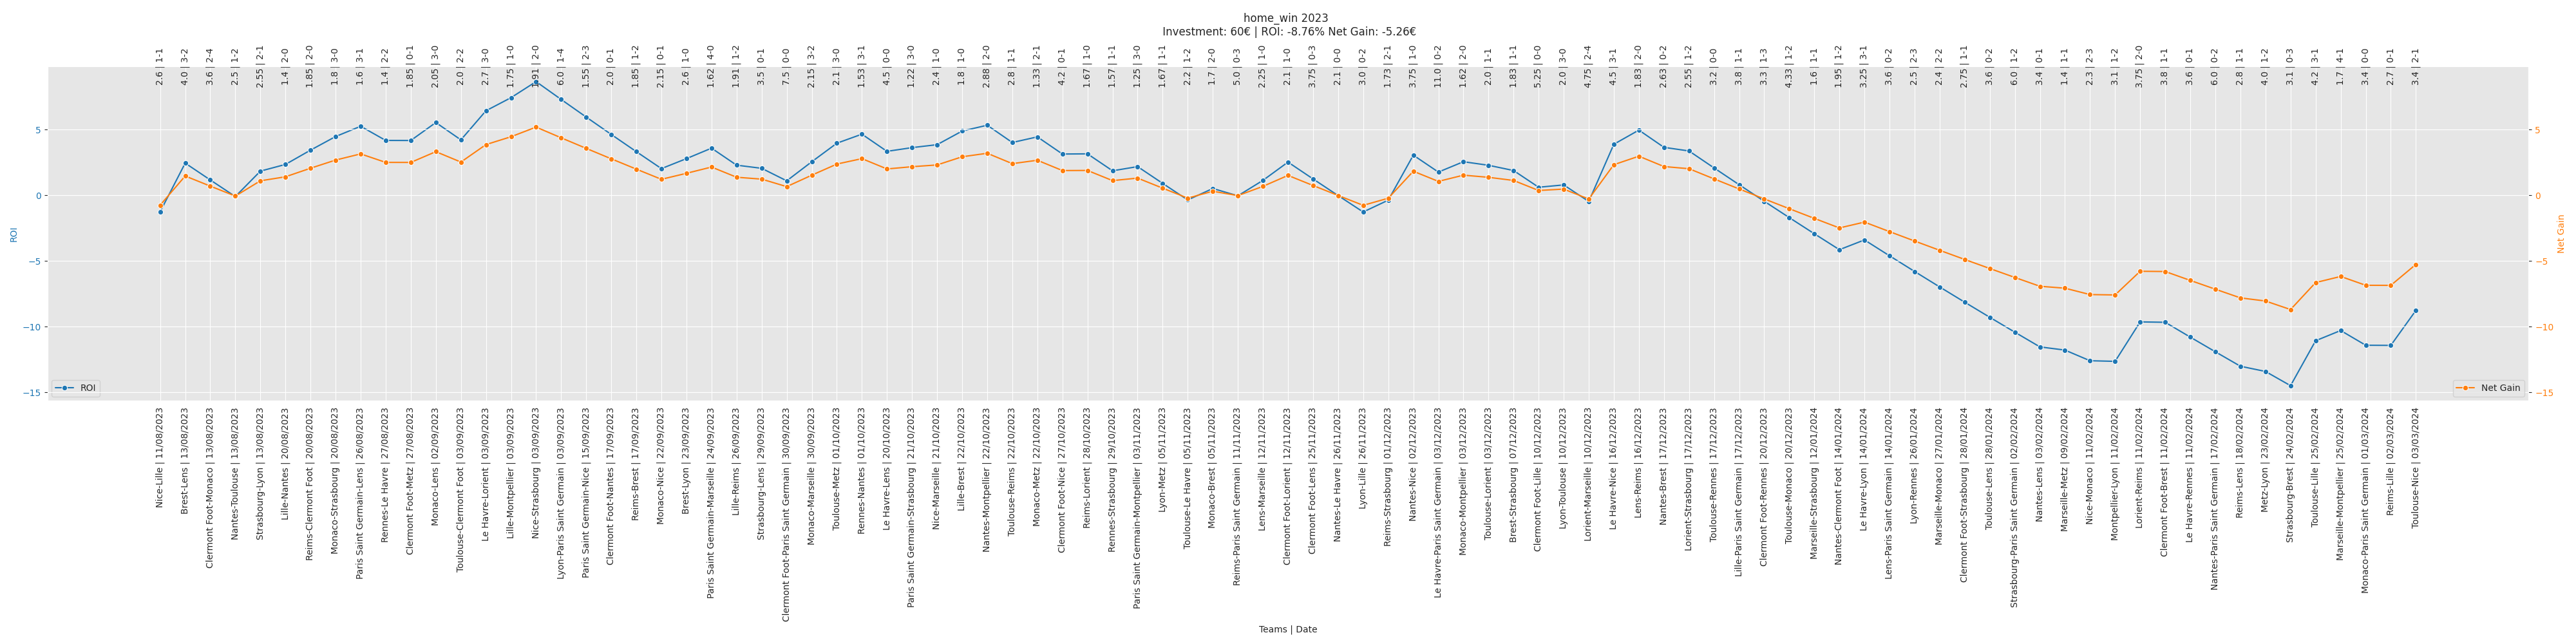 home_win 2023
Investment: 60€ | ROI: -8.76% Net Gain: -5.26€
2.6 | 1-1
4.0 | 3-2
3.6 | 2-4
2.5 | 1-2
2.55 | 2-1
1.4 | 2-0
1.85 | 2-0
1.8 | 3-0
1.6 | 3-1
1.4 | 2-2
1.85 | 0-1
2.05 | 3-0
2.0 | 2-2
2.7 | 3-0
1.75 | 1-0
1.91 | 2-0
6.0 | 1-4
1.55 | 2-3
2.0 | 0-1
1.85 | 1-2
2.15 | 0-1
2.6 | 1-0
1.62 | 4-0
1.91 | 1-2
3.5 | 0-1
7.5 | 0-0
2.15 | 3-2
2.1 | 3-0
1.53 | 3-1
4.5 | 0-0
1.22 | 3-0
2.4 | 1-0
1.8 | 1-0
2.88 | 2-0
2.8 | 1-1
1.33 | 2-1
4.2 | 0-1
1.67 | 1-0
1.57 | 1-1
1.25 | 3-0
1.67 | 1-1
2.2 | 1-2
1.7 | 2-0
5.0 | 0-3
2.25 | 1-0
2.1 | 1-0
3.75 | 0-3
2.1 | 0-0
3.0 | 0-2
1.73 | 2-1
3.75 | 1-0
11.0 | 0-2
1.62 | 2-0
2.0 | 1-1
1.83 | 1-1
5.25 | 0-0
2.0 | 3-0
4.75 | 2-4
4.5 | 3-1
1.83 | 2-0
2.63 | 0-2
2.55 | 1-2
3.2 | 0-0
3.8 | 1-1
3.3 | 1-3
4.33 | 1-2
1.6 | 1-1
1.95 | 1-2
3.25 | 3-1
3.6 | 0-2
2.5 | 2-3
2.4 | 2-2
2.75 | 1-1
3.6 | 0-2
6.0 | 1-2
3.4 | 0-1
1.4 | 1-1
2.3 | 2-3
3.1 | 1-2
3.75 | 2-0
3.8 | 1-1
3.6 | 0-1
6.0 | 0-2
2.8 | 1-1
4.0 | 1-2
3.1 | 0-3
4.2 | 3-1
1.7 | 4-1
3.4 | 0-0
2.7 | 0-1
3.4 | 2-1
5
0
−5
−10
−15
ROI
5
0
−5
−10
−15
Net Gain
ROI
Net Gain
Nice-Lille | 11/08/2023
Brest-Lens | 13/08/2023
Clermont Foot-Monaco | 13/08/2023
Nantes-Toulouse | 13/08/2023
Strasbourg-Lyon | 13/08/2023
Lille-Nantes | 20/08/2023
Reims-Clermont Foot | 20/08/2023
Monaco-Strasbourg | 20/08/2023
Paris Saint Germain-Lens | 26/08/2023
Rennes-Le Havre | 27/08/2023
Clermont Foot-Metz | 27/08/2023
Monaco-Lens | 02/09/2023
Toulouse-Clermont Foot | 03/09/2023
Le Havre-Lorient | 03/09/2023
Lille-Montpellier | 03/09/2023
Nice-Strasbourg | 03/09/2023
Lyon-Paris Saint Germain | 03/09/2023
Paris Saint Germain-Nice | 15/09/2023
Clermont Foot-Nantes | 17/09/2023
Reims-Brest | 17/09/2023
Monaco-Nice | 22/09/2023
Brest-Lyon | 23/09/2023
Paris Saint Germain-Marseille | 24/09/2023
Lille-Reims | 26/09/2023
Strasbourg-Lens | 29/09/2023
Clermont Foot-Paris Saint Germain | 30/09/2023
Monaco-Marseille | 30/09/2023
Toulouse-Metz | 01/10/2023
Rennes-Nantes | 01/10/2023
Le Havre-Lens | 20/10/2023
Paris Saint Germain-Strasbourg | 21/10/2023
Nice-Marseille | 21/10/2023
Lille-Brest | 22/10/2023
Nantes-Montpellier | 22/10/2023
Toulouse-Reims | 22/10/2023
Monaco-Metz | 22/10/2023
Clermont Foot-Nice | 27/10/2023
Reims-Lorient | 28/10/2023
Rennes-Strasbourg | 29/10/2023
Paris Saint Germain-Montpellier | 03/11/2023
Lyon-Metz | 05/11/2023
Toulouse-Le Havre | 05/11/2023
Monaco-Brest | 05/11/2023
Reims-Paris Saint Germain | 11/11/2023
Lens-Marseille | 12/11/2023
Clermont Foot-Lorient | 12/11/2023
Clermont Foot-Lens | 25/11/2023
Nantes-Le Havre | 26/11/2023
Lyon-Lille | 26/11/2023
Reims-Strasbourg | 01/12/2023
Nantes-Nice | 02/12/2023
Le Havre-Paris Saint Germain | 03/12/2023
Monaco-Montpellier | 03/12/2023
Toulouse-Lorient | 03/12/2023
Brest-Strasbourg | 07/12/2023
Clermont Foot-Lille | 10/12/2023
Lyon-Toulouse | 10/12/2023
Lorient-Marseille | 10/12/2023
Le Havre-Nice | 16/12/2023
Lens-Reims | 16/12/2023
Nantes-Brest | 17/12/2023
Lorient-Strasbourg | 17/12/2023
Toulouse-Rennes | 17/12/2023
Lille-Paris Saint Germain | 17/12/2023
Clermont Foot-Rennes | 20/12/2023
Toulouse-Monaco | 20/12/2023
Marseille-Strasbourg | 12/01/2024
Nantes-Clermont Foot | 14/01/2024
Le Havre-Lyon | 14/01/2024
Lens-Paris Saint Germain | 14/01/2024
Lyon-Rennes | 26/01/2024
Marseille-Monaco | 27/01/2024
Clermont Foot-Strasbourg | 28/01/2024
Toulouse-Lens | 28/01/2024
Strasbourg-Paris Saint Germain | 02/02/2024
Nantes-Lens | 03/02/2024
Marseille-Metz | 09/02/2024
Nice-Monaco | 11/02/2024
Montpellier-Lyon | 11/02/2024
Lorient-Reims | 11/02/2024
Clermont Foot-Brest | 11/02/2024
Le Havre-Rennes | 11/02/2024
Nantes-Paris Saint Germain | 17/02/2024
Reims-Lens | 18/02/2024
Metz-Lyon | 23/02/2024
Strasbourg-Brest | 24/02/2024
Toulouse-Lille | 25/02/2024
Marseille-Montpellier | 25/02/2024
Monaco-Paris Saint Germain | 01/03/2024
Reims-Lille | 02/03/2024
Toulouse-Nice | 03/03/2024
Teams | Date